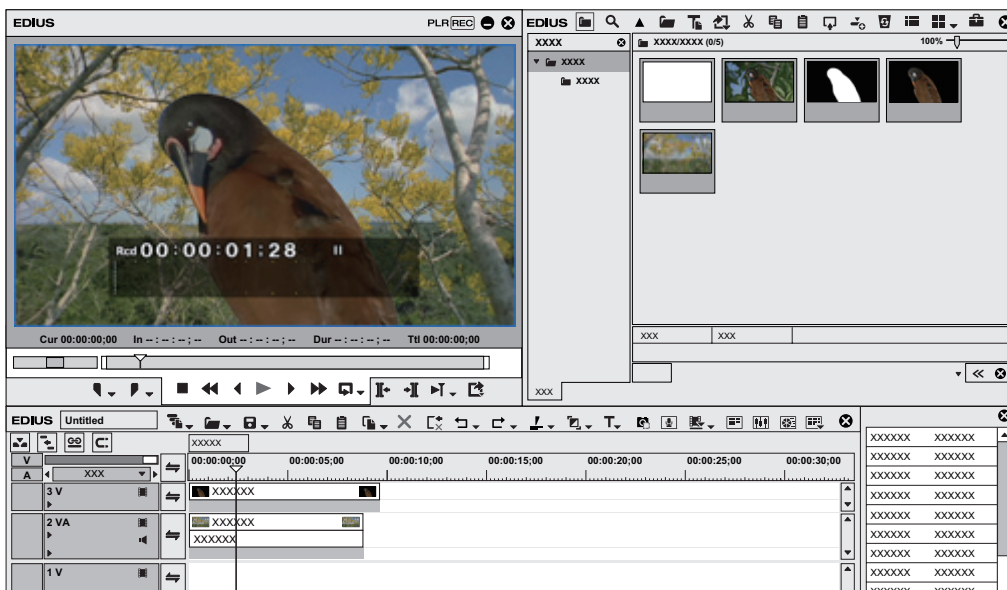 EDIUS PLR REC
Rcd 00:00:01;28 II
Cur 00:00:00;00 In -- : -- : -- ; -- Out -- : -- : -- ; -- Dur -- : -- : -- ; -- Ttl 00:00:00;00
EDIUS
XXXX
XXXX/XXXX (0/5) 100%
XXXX
XXXX
XXX XXX
XXX
EDIUS Untitled
XXXXX
V
A XXX
00:00:00;00 00:00:05;00 00:00:10;00 00:00:15;00 00:00:20;00 00:00:25;00 00:00:30;00
3 V XXXXXX
2 VA XXXXXX
XXXXXX
1 V
XXXXXX XXXXXX
XXXXXX XXXXXX
XXXXXX XXXXXX
XXXXXX XXXXXX
XXXXXX XXXXXX
XXXXXX XXXXXX
XXXXXX XXXXXX
XXXXXX XXXXXX
XXXXXX XXXXXX